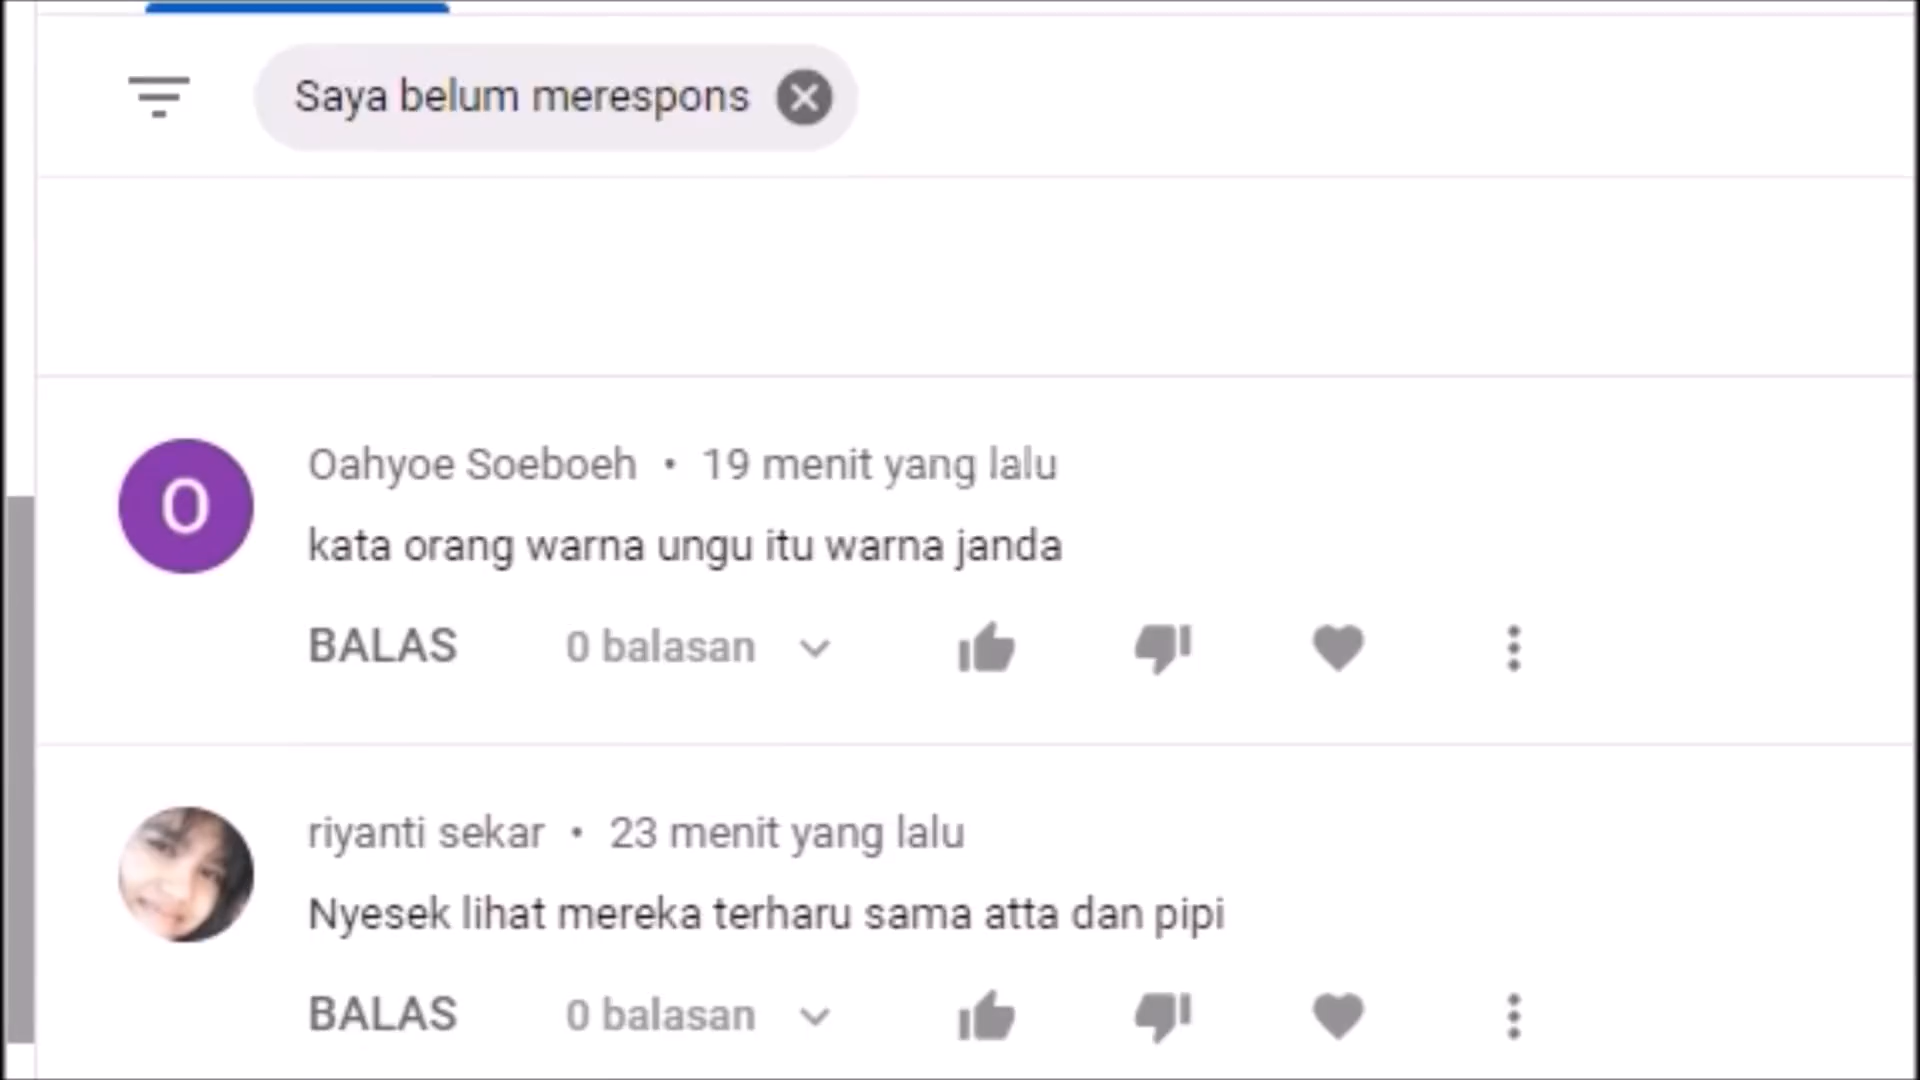 Saya belum merespons
O
Oahyoe Soeboeh • 19 menit yang lalu
kata orang warna ungu itu warna janda
BALAS 0 balasan
riyanti sekar • 23 menit yang lalu
Nyesek lihat mereka terharu sama atta dan pipi
BALAS 0 balasan